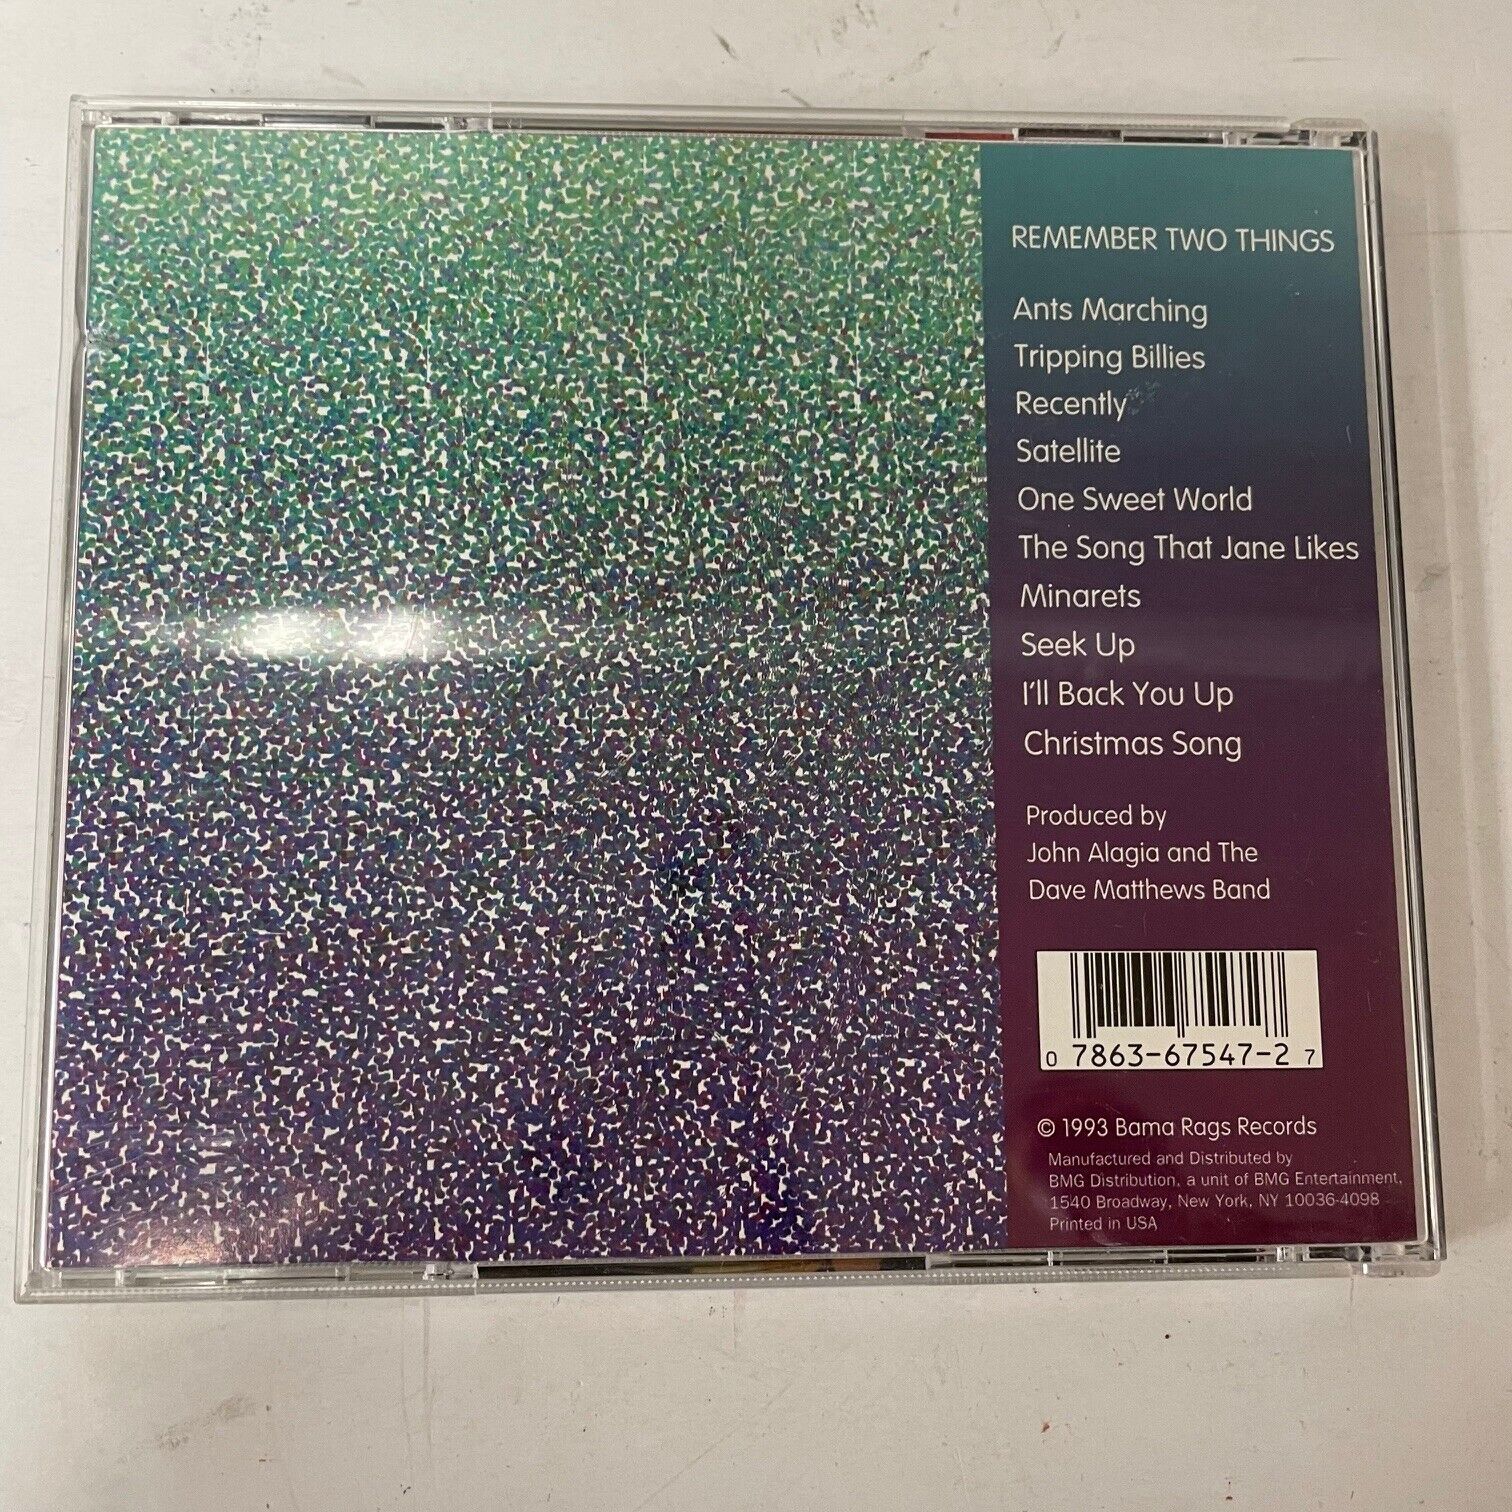 REMEMBER TWO THINGS
Ants Marching
Tripping Billies
Recently
Satellite
One Sweet World
The Song That Jane Likes
Minarets
Seek Up
I'll Back You Up
Christmas Song
Produced by
John Alagia and The
Dave Matthews Band
0 7863-67547-2 7
© 1993 Bama Rags Records
Manufactured and Distributed by
BMG Distribution, a unit of BMG Entertainment,
1540 Broadway, New York, NY 10036-4098
Printed in USA